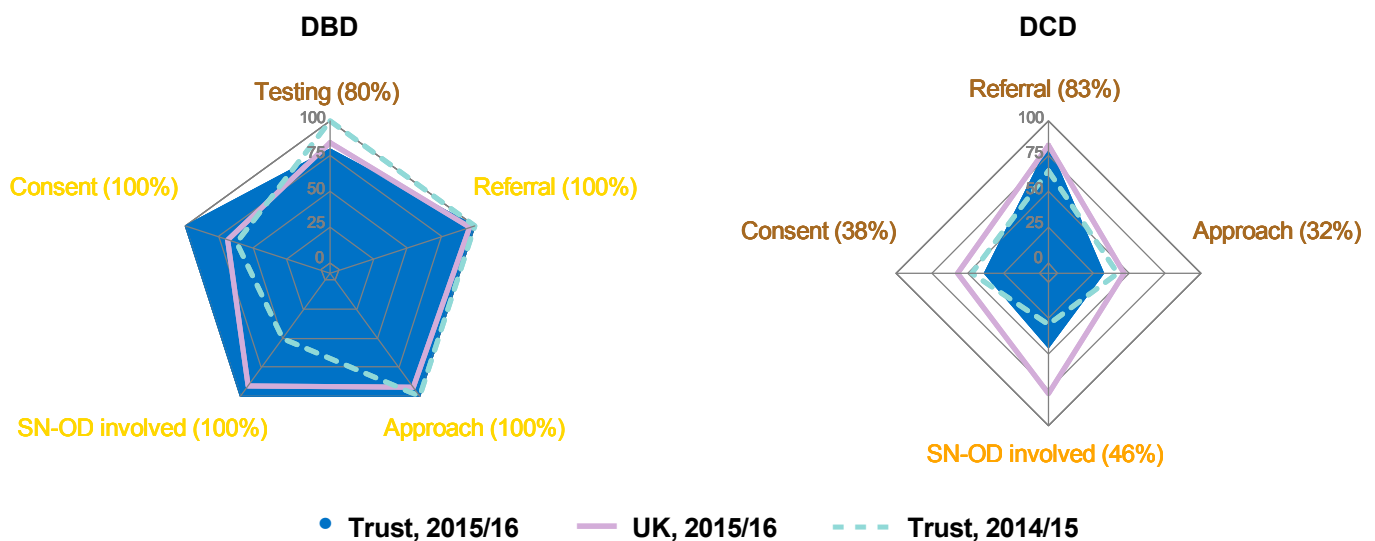 DBD
Testing (80%)
100
75
50
25
0
Consent (100%)
Referral (100%)
SN-OD involved (100%)
Approach (100%)
DCD
Referral (83%)
100
75
50
25
0
Consent (38%)
Approach (32%)
SN-OD involved (46%)
Trust, 2015/16
UK, 2015/16
Trust, 2014/15